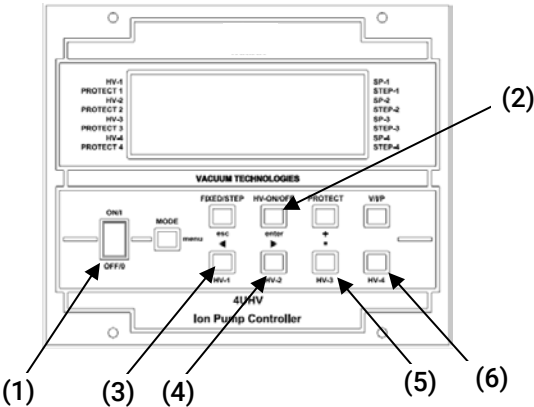 HV-1 SP-1
PROTECT 1 STEP-1
HV-2 SP-2
PROTECT 2 STEP-2
HV-3 SP-3
PROTECT 3 STEP-3
HV-4 SP-4
PROTECT 4 STEP-4
(2)
VACUUM TECHNOLOGIES
FIXED/STEP HV-ON/OFF PROTECT V/I/P
ON/I
MODE
menu
esc enter +
OFF/0
HV-1 HV-2 HV-3 HV-4
4UHV
Ion Pump Controller
(1) (3) (4) (5) (6)